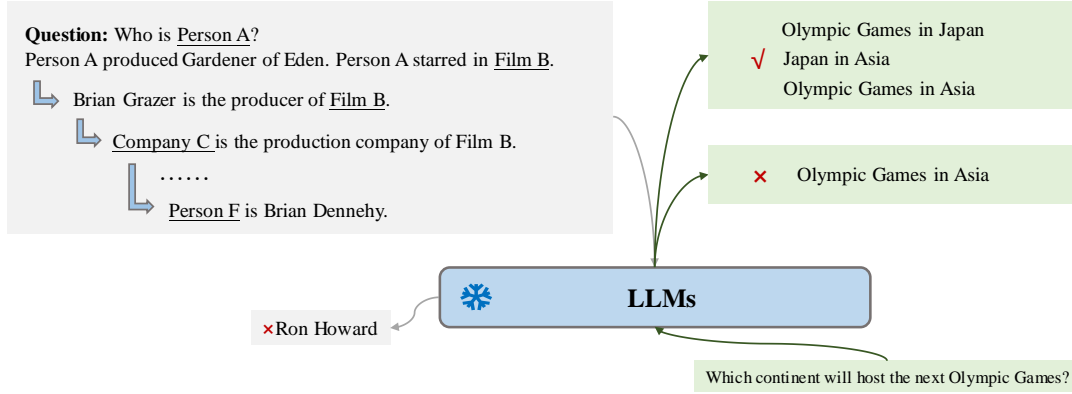 Question: Who is Person A?
Person A produced Gardener of Eden. Person A starred in Film B.
Brian Grazer is the producer of Film B.
Company C is the production company of Film B.
......
Person F is Brian Dennehy.
Olympic Games in Japan
√ Japan in Asia
Olympic Games in Asia
× Olympic Games in Asia
LLMs
×Ron Howard
Which continent will host the next Olympic Games?